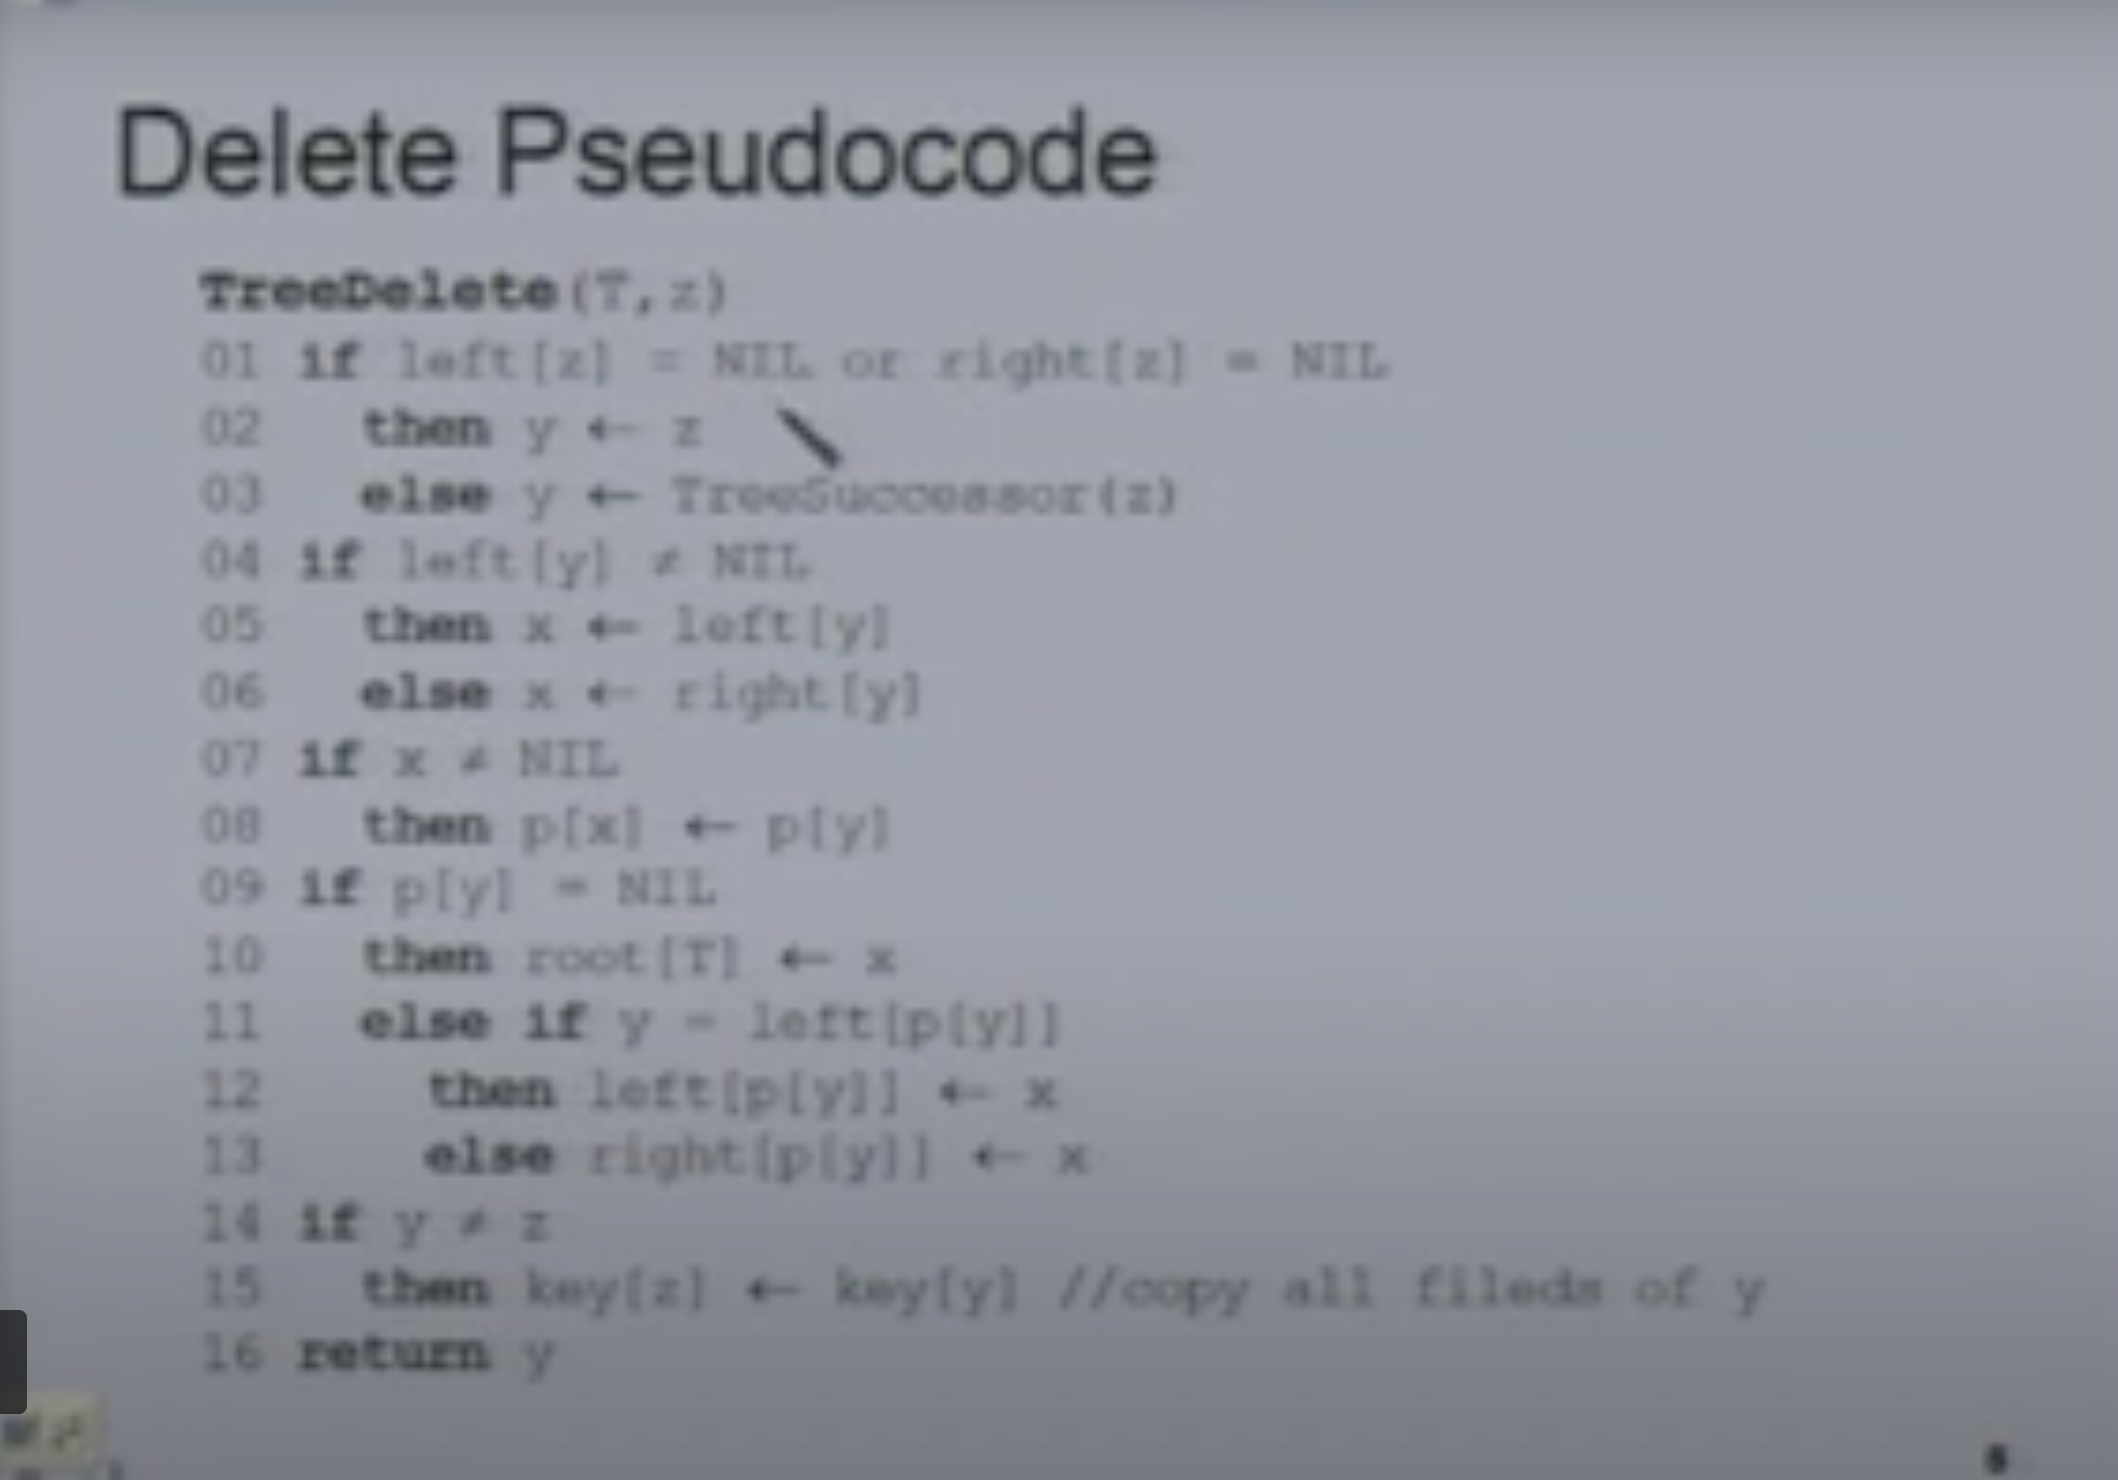 Delete Pseudocode
TreeDelete(T,z)
01 if left[z] = NIL or right[z] = NIL
02 then y ← z
03 else y ← TreeSuccessor(z)
04 if left[y] ≠ NIL
05 then x ← left[y]
06 else x ← right[y]
07 if x ≠ NIL
08 then p[x] ← p[y]
09 if p[y] = NIL
10 then root[T] ← x
11 else if y = left[p[y]]
12 then left[p[y]] ← x
13 else right[p[y]] ← x
14 if y ≠ z
15 then key[z] ← key[y] //copy all fileds of y
16 return y